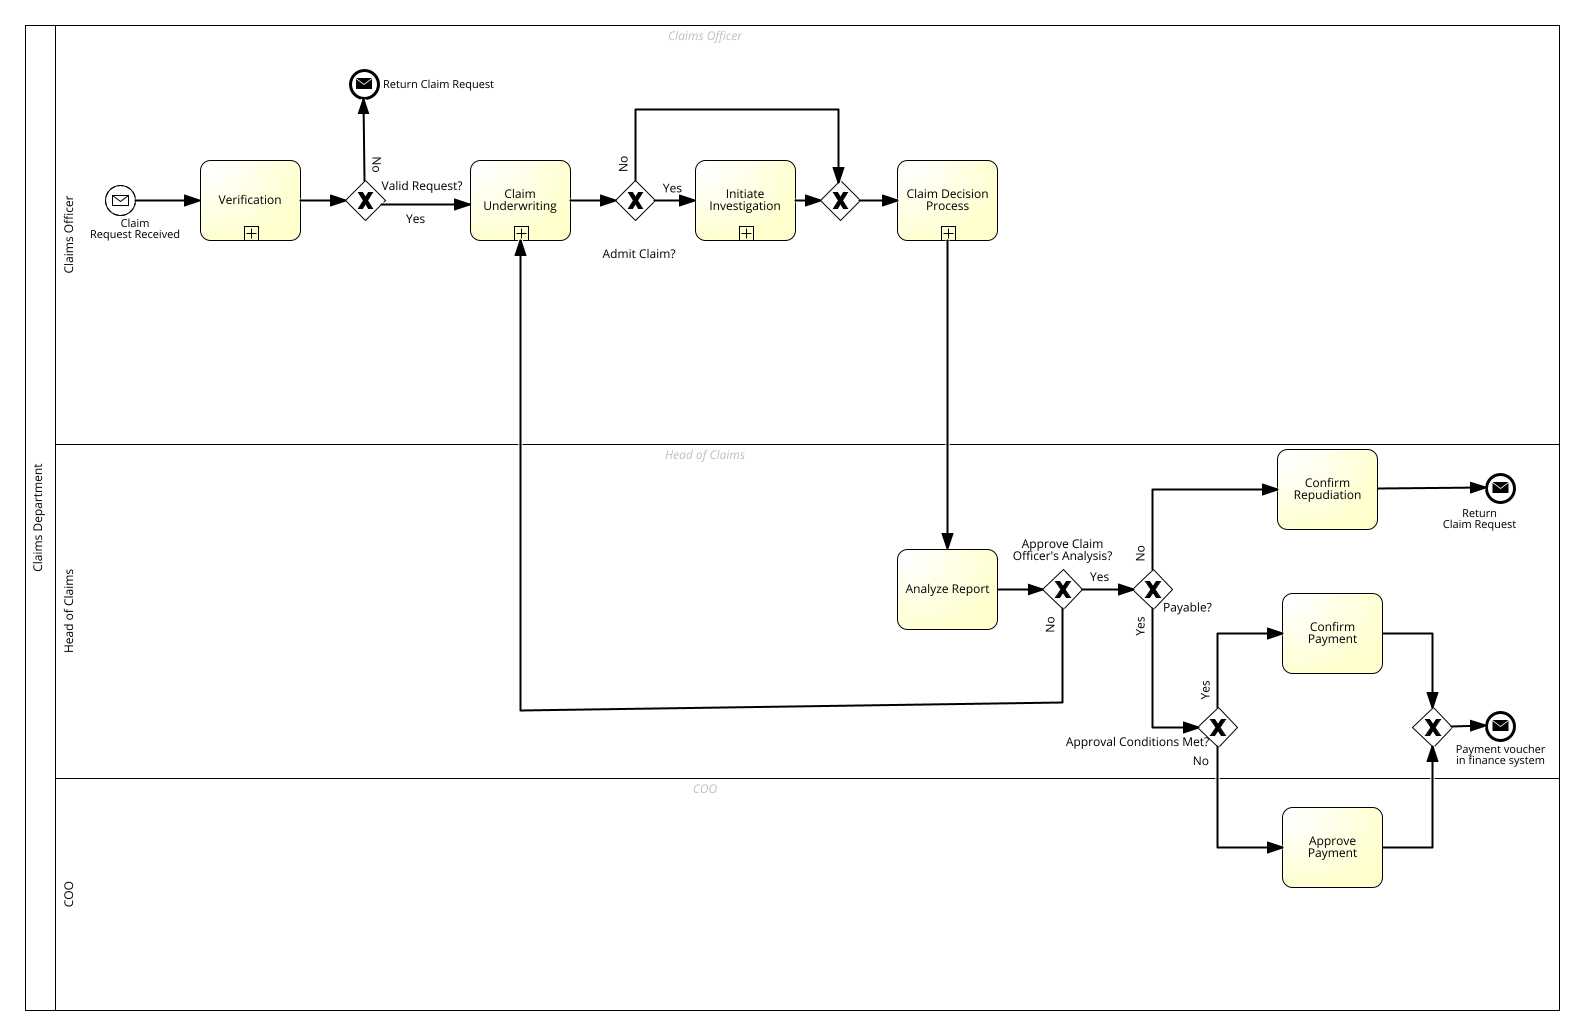 Claims Department
Claims Officer
Claims Officer
Return Claim Request
No
Valid Request?
Yes
Claim
Request Received
Verification
Claim
Underwriting
No
Yes
Admit Claim?
Initiate
Investigation
Claim Decision
Process
Head of Claims
Head of Claims
Analyze Report
Approve Claim
Officer's Analysis?
Yes
No
No
Payable?
Yes
Confirm
Repudiation
Return
Claim Request
Confirm
Payment
Yes
Approval Conditions Met?
No
Payment voucher
in finance system
COO
COO
Approve
Payment